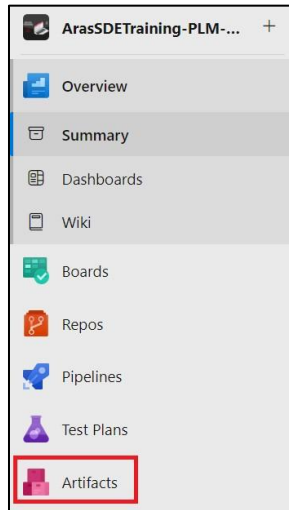 ArasSDETraining-PLM-... +
Overview
Summary
Dashboards
Wiki
Boards
Repos
Pipelines
Test Plans
Artifacts